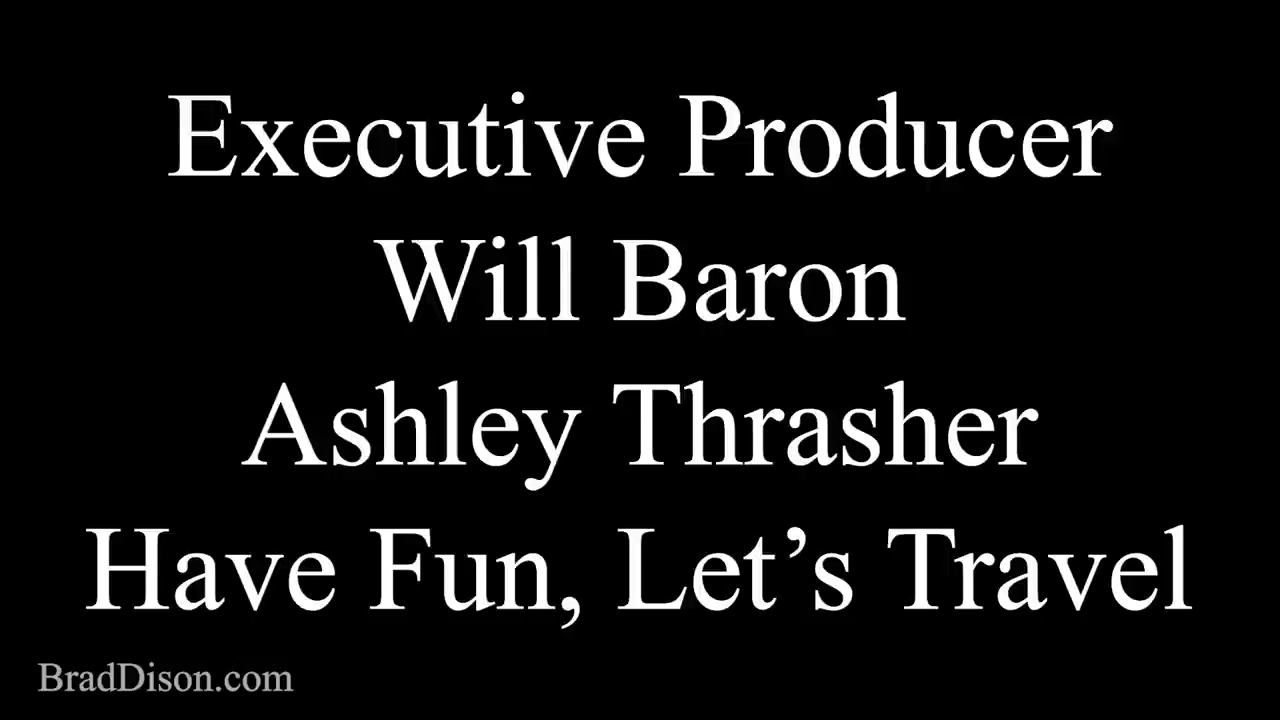 Executive Producer
Will Baron
Ashley Thrasher
Have Fun, Let’s Travel
BradDison.com